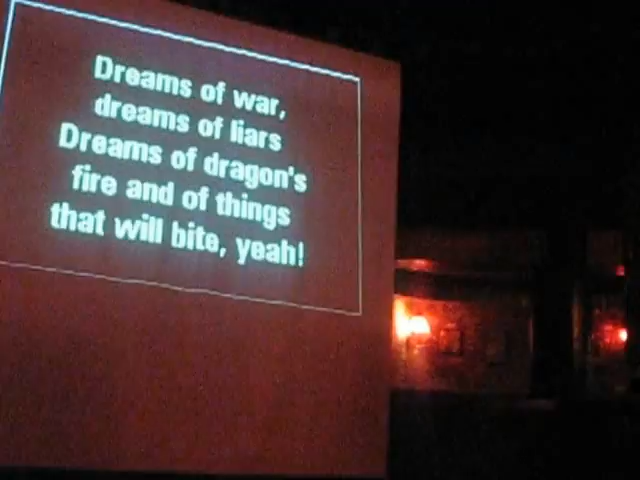 Dreams of war,
dreams of liars
Dreams of dragon's
fire and of things
that will bite, yeah!